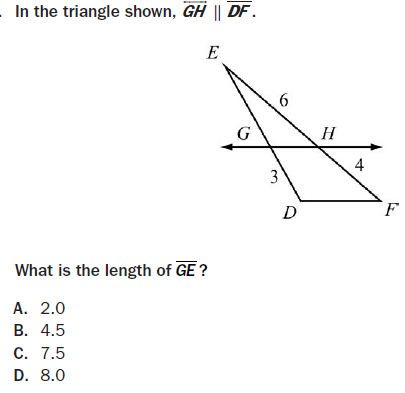 In the triangle shown, GH || DF.
E
6
G H
4
3
D F
What is the length of GE?
A. 2.0
B. 4.5
C. 7.5
D. 8.0